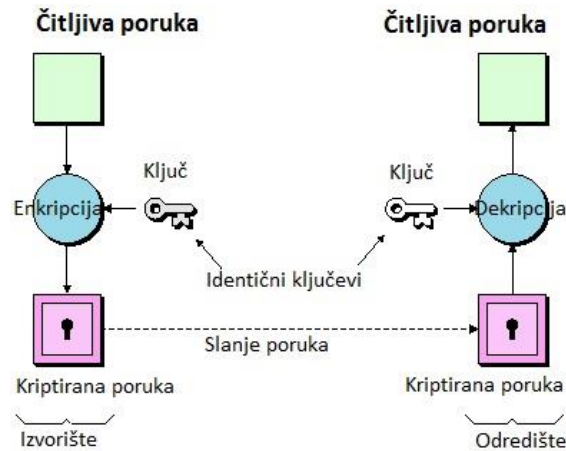 Čitljiva poruka
Čitljiva poruka
Ključ
Ključ
Enkripcija
Dekripcija
Identični ključevi
Slanje poruka
Kriptirana poruka
Kriptirana poruka
Izvorište
Odredište